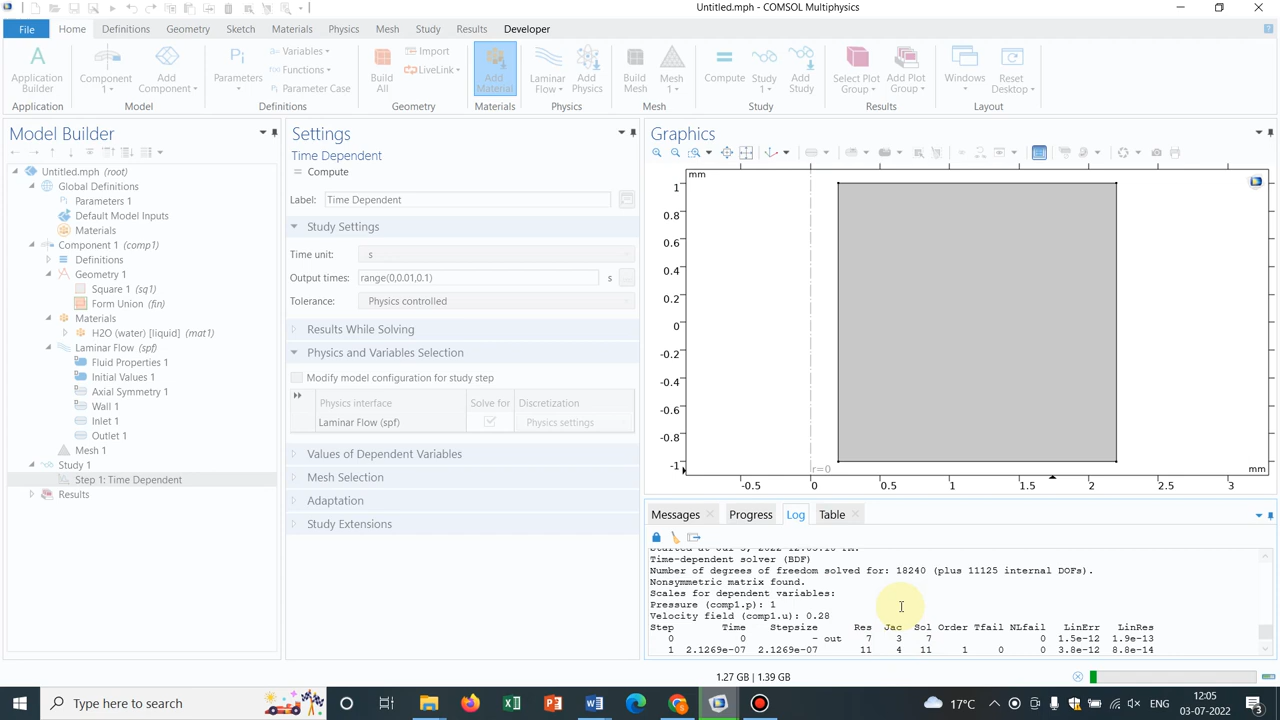 Untitled.mph - COMSOL Multiphysics
File Home Definitions Geometry Sketch Materials Physics Mesh Study Results Developer
Application Builder
Component 1
Add Component
Parameters
Variables
Functions
Parameter Case
Build All
Import
LiveLink
Add Material
Laminar Flow
Add Physics
Build Mesh
Mesh 1
Compute
Study 1
Add Study
Select Plot Group
Add Plot Group
Windows
Reset Desktop
Application Model Definitions Geometry Materials Physics Mesh Study Results Layout
Model Builder
Untitled.mph (root)
Global Definitions
Parameters 1
Default Model Inputs
Materials
Component 1 (comp1)
Definitions
Geometry 1
Square 1 (sq1)
Form Union (fin)
Materials
H2O (water) [liquid] (mat1)
Laminar Flow (spf)
Fluid Properties 1
Initial Values 1
Axial Symmetry 1
Wall 1
Inlet 1
Outlet 1
Mesh 1
Study 1
Step 1: Time Dependent
Results
Settings
Time Dependent
Compute
Label: Time Dependent
Study Settings
Time unit: s
Output times: range(0,0.01,0.1) s
Tolerance: Physics controlled
Results While Solving
Physics and Variables Selection
Modify model configuration for study step
Physics interface Solve for Discretization
Laminar Flow (spf) Physics settings
Values of Dependent Variables
Mesh Selection
Adaptation
Study Extensions
Graphics
mm
1
0.8
0.6
0.4
0.2
0
-0.2
-0.4
-0.6
-0.8
-1
r=0
mm
-0.5 0 0.5 1 1.5 2 2.5 3
Messages Progress Log Table
Time-dependent solver (BDF)
Number of degrees of freedom solved for: 18240 (plus 11125 internal DOFs).
Nonsymmetric matrix found.
Scales for dependent variables:
Pressure (comp1.p): 1
Velocity field (comp1.u): 0.28
Step Time Stepsize Res Jac Sol Order Tfail NLfail LinErr LinRes
0 0 - out 7 3 7 0 1.5e-12 1.9e-13
1 2.1269e-07 2.1269e-07 11 4 11 1 0 0 3.8e-12 8.8e-14
1.27 GB | 1.39 GB
Type here to search
17°C
ENG
12:05
03-07-2022
3